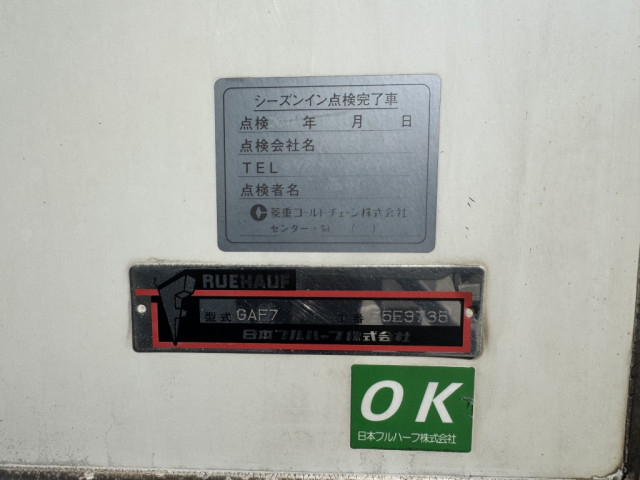 シーズンイン点検完了車
点検 年 月 日
点検会社名
TEL
点検者名
菱重コールドチェーン株式会社
センター・
RUEHAUF
型式 GAF7 工番
日本フルハーフ株式会社
OK
日本フルハーフ株式会社